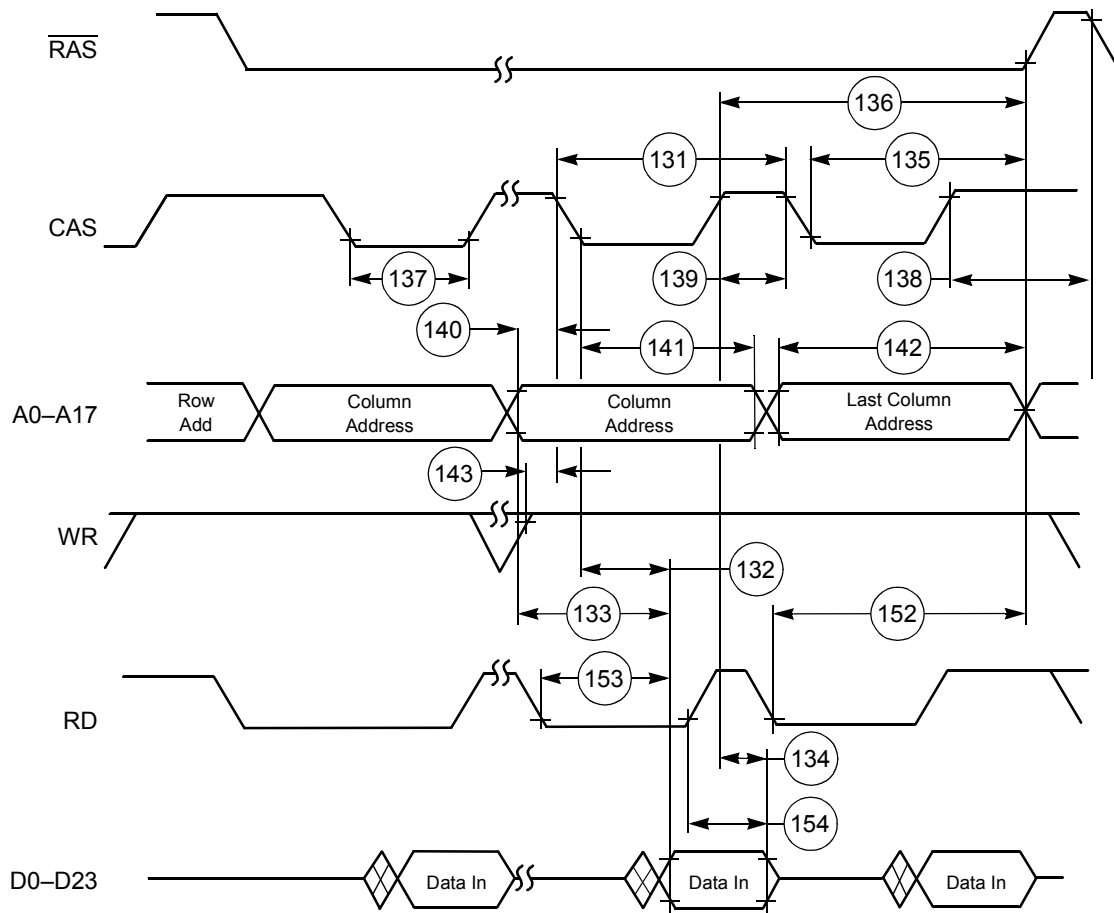 RAS
136
131
135
CAS
137
139
138
140
141
142
A0–A17
Row
Add
Column
Address
Column
Address
Last Column
Address
143
WR
132
133
152
153
RD
134
154
D0–D23
Data In
Data In
Data In